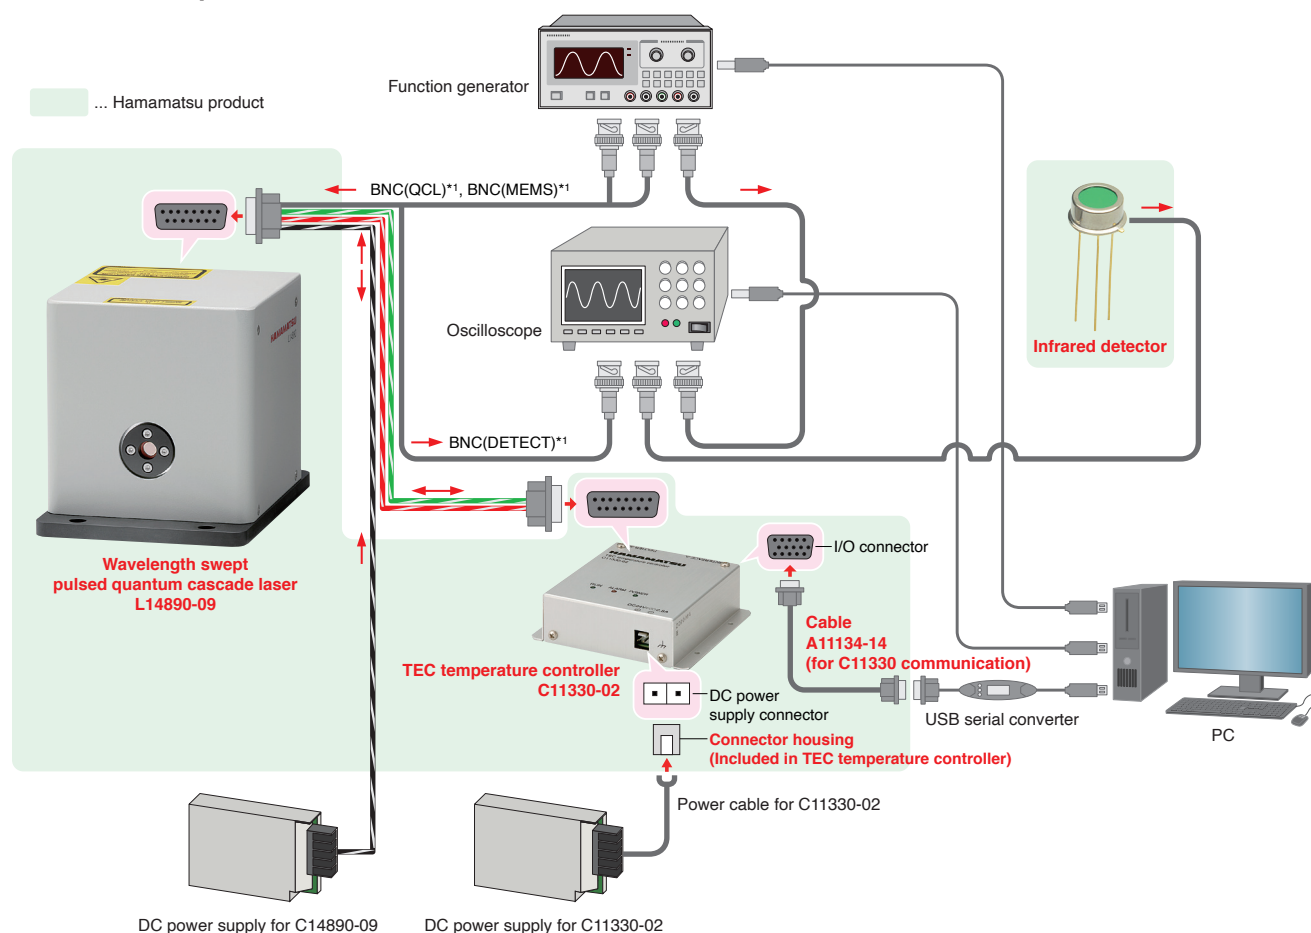 Function generator
... Hamamatsu product
BNC(QCL)*1, BNC(MEMS)*1
HAMAMATSU
Oscilloscope
Infrared detector
BNC(DETECT)*1
Wavelength swept
pulsed quantum cascade laser
L14890-09
HAMAMATSU
I/O connector
Cable
A11134-14
(for C11330 communication)
TEC temperature controller
C11330-02
DC power
supply connector
USB serial converter
PC
Connector housing
(Included in TEC temperature controller)
Power cable for C11330-02
DC power supply for C14890-09
DC power supply for C11330-02